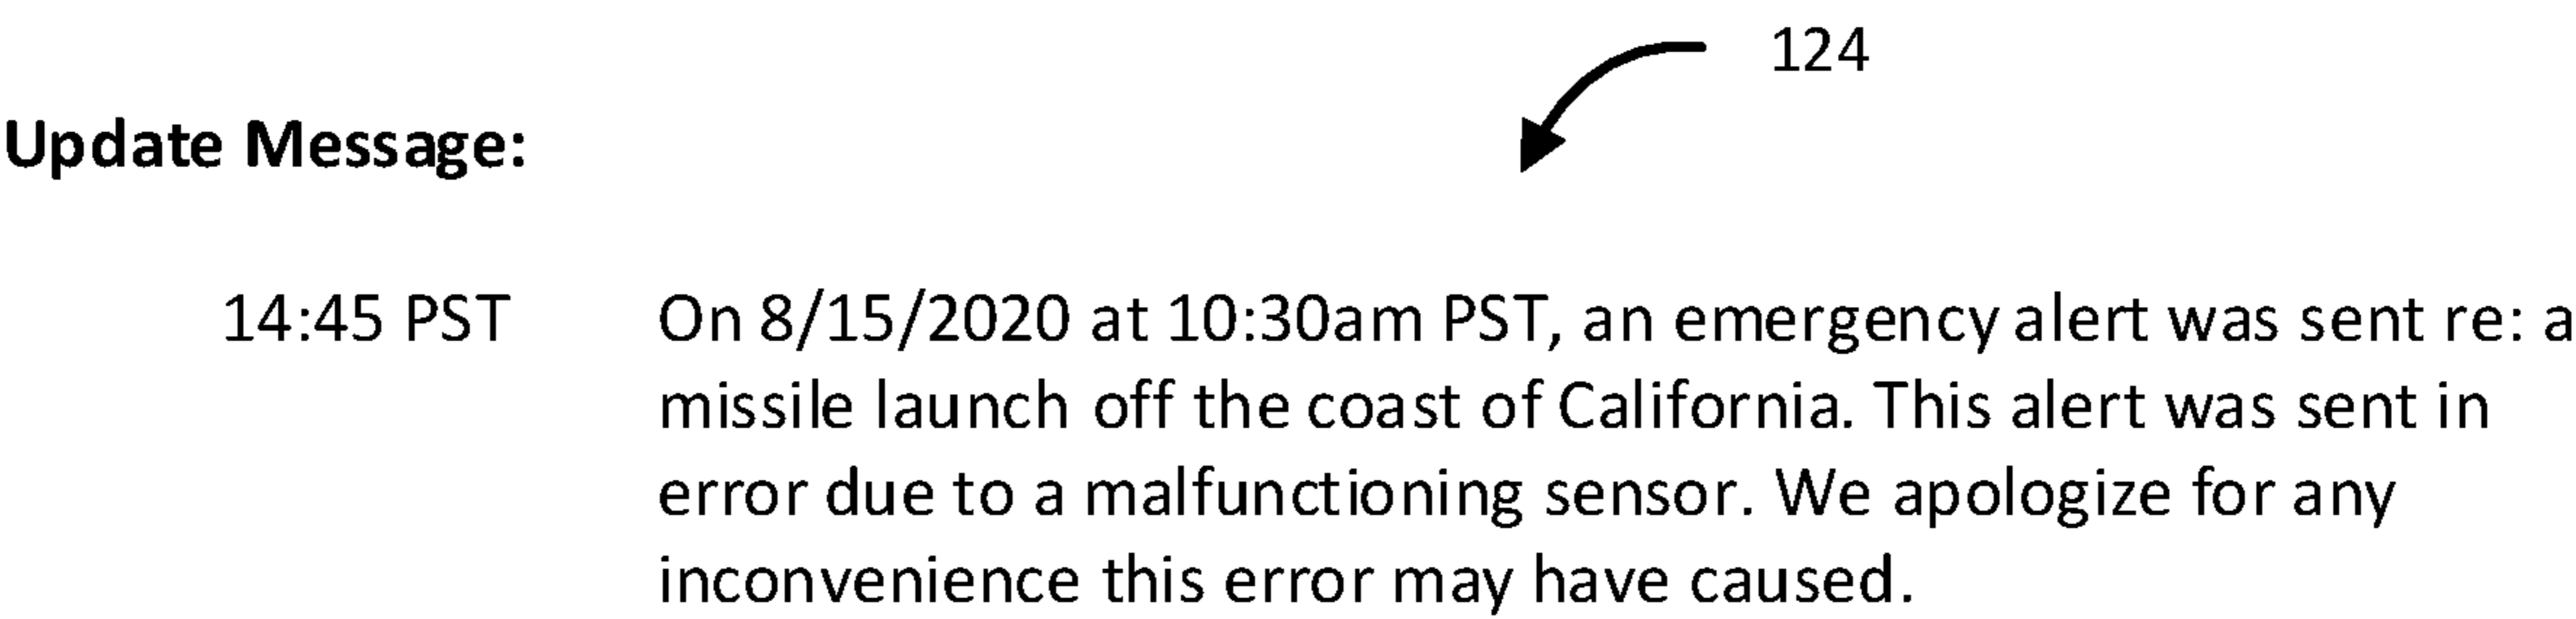 124
Update Message:
14:45 PST On 8/15/2020 at 10:30am PST, an emergency alert was sent re: a
missile launch off the coast of California. This alert was sent in
error due to a malfunctioning sensor. We apologize for any
inconvenience this error may have caused.